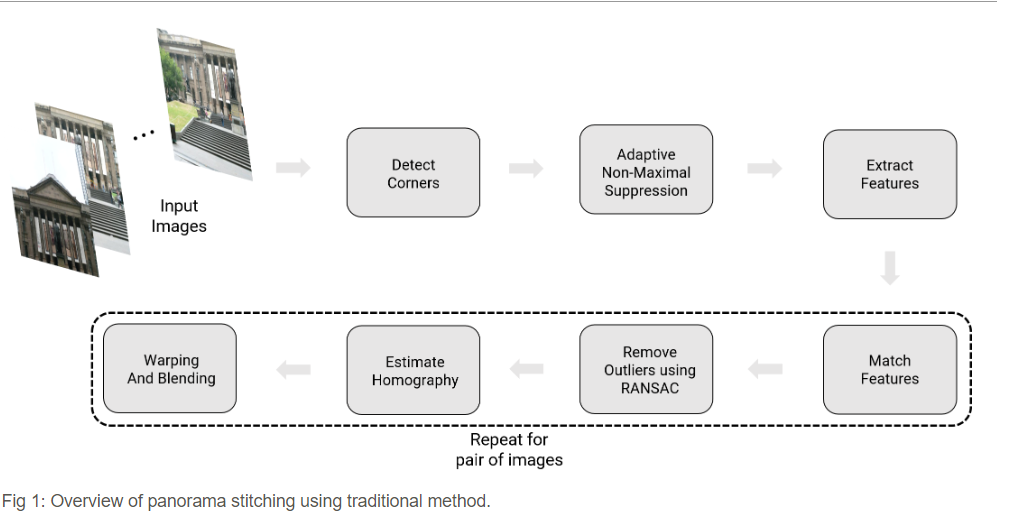 Input
Images
Detect
Corners
Adaptive
Non-Maximal
Suppression
Extract
Features
Match
Features
Remove
Outliers using
RANSAC
Estimate
Homography
Warping
And Blending
Repeat for
pair of images
Fig 1: Overview of panorama stitching using traditional method.